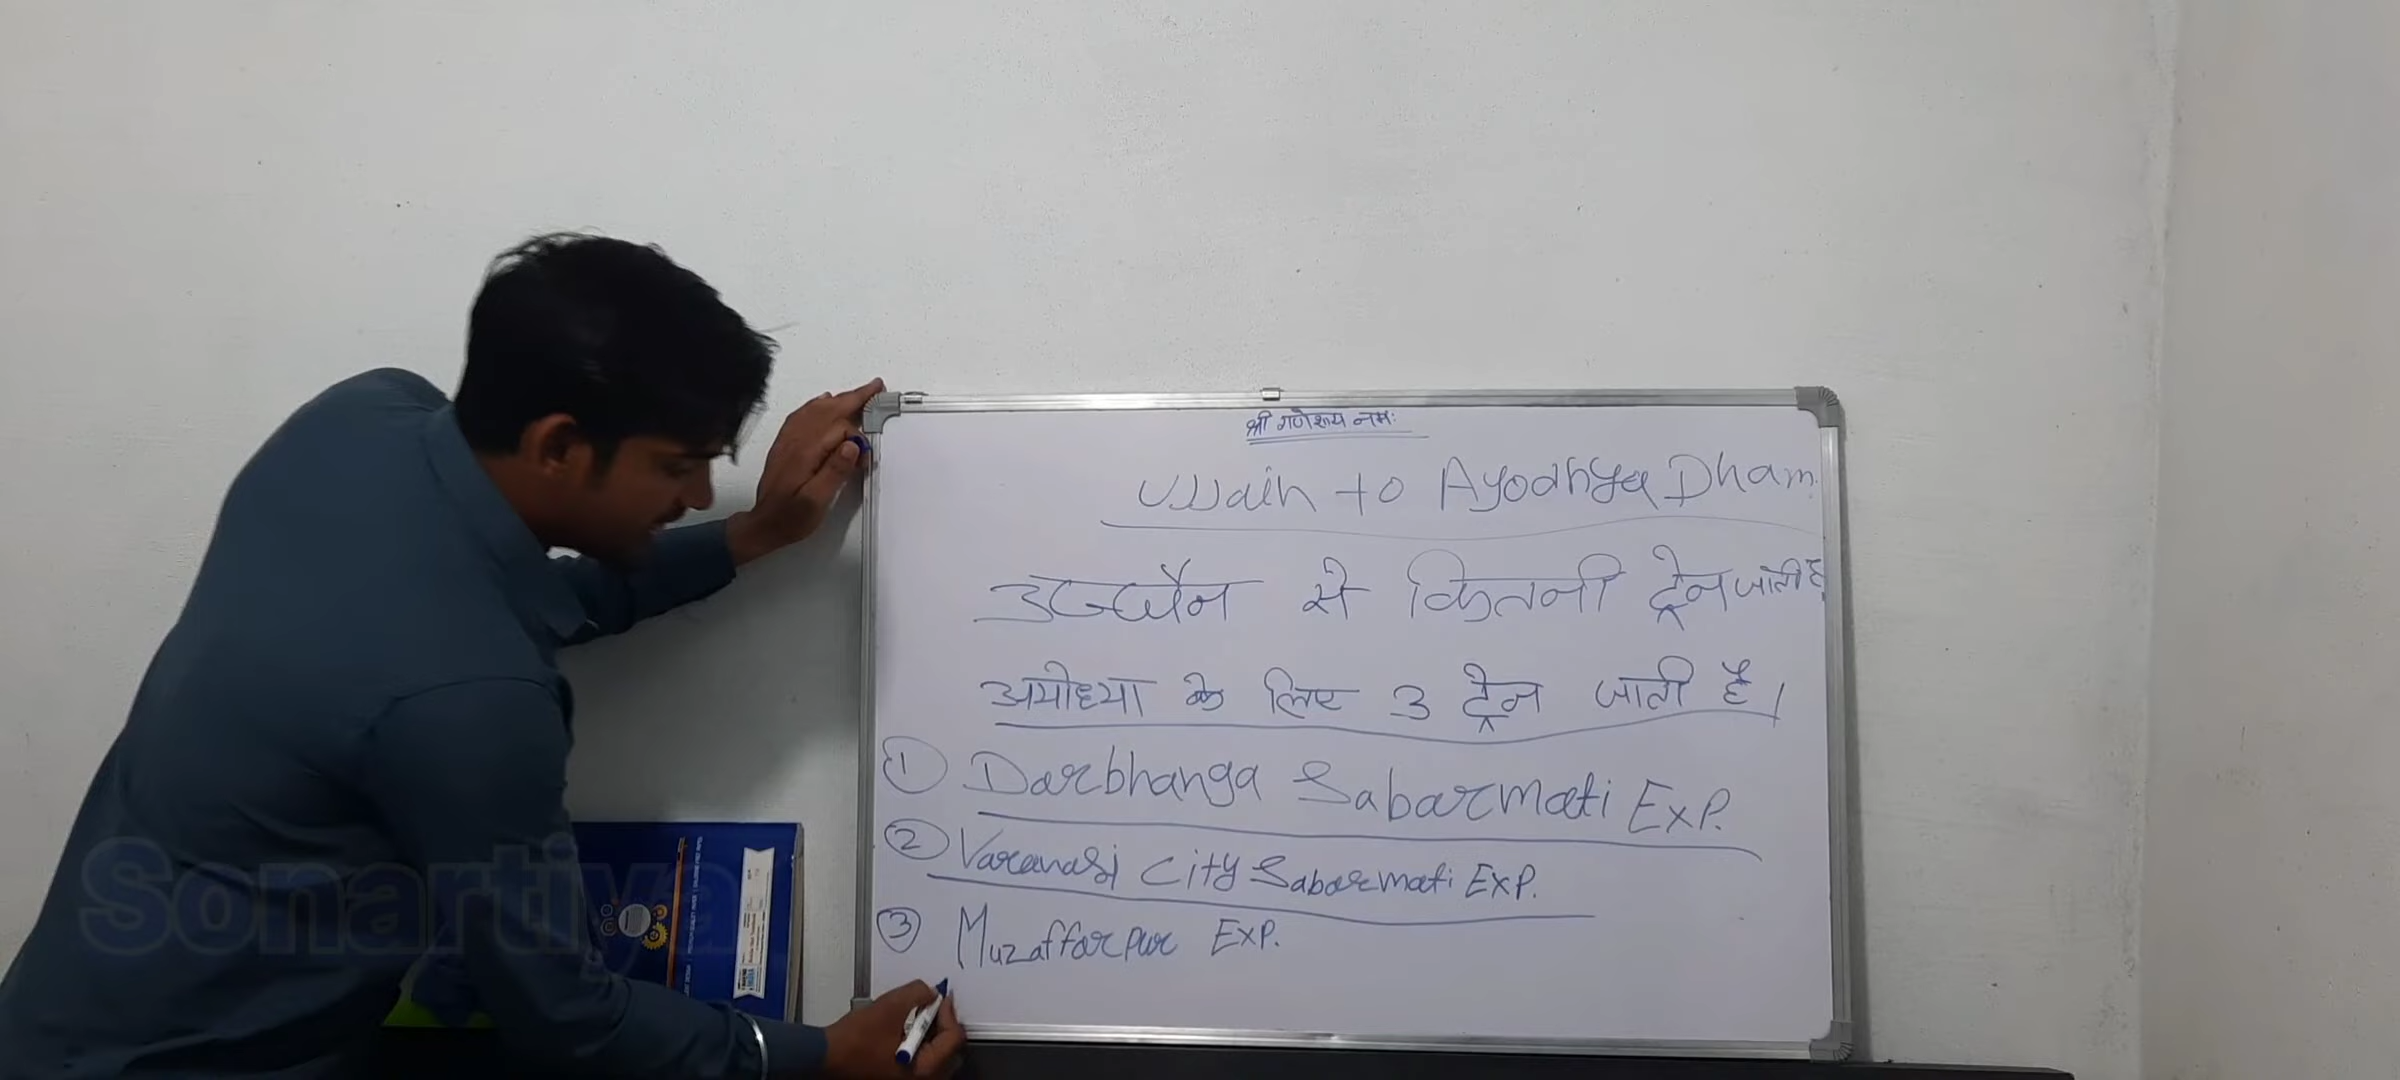 श्री गणेशाय नमः
Ujjain to Ayodhya Dham
उज्जैन से कितनी ट्रेन जाती है
अयोध्या के लिए 3 ट्रेन जाती है।
① Darbhanga Sabarmati Exp.
② Varanasi City Sabarmati Exp.
③ Muzaffarpur Exp.
Sonartiya